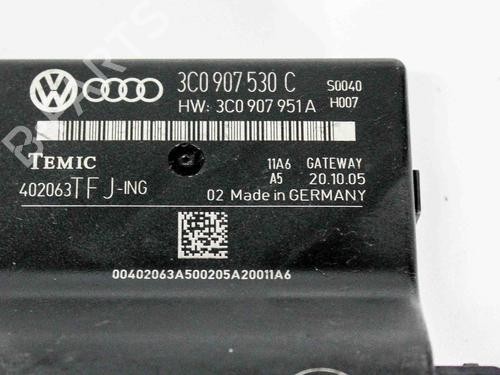 3C0 907 530 C S0040
HW: 3C0 907 951 A H007
TEMIC 11A6 GATEWAY
402063TFJ-ING A5 20.10.05
02 Made in GERMANY
00402063A500205A20011A6